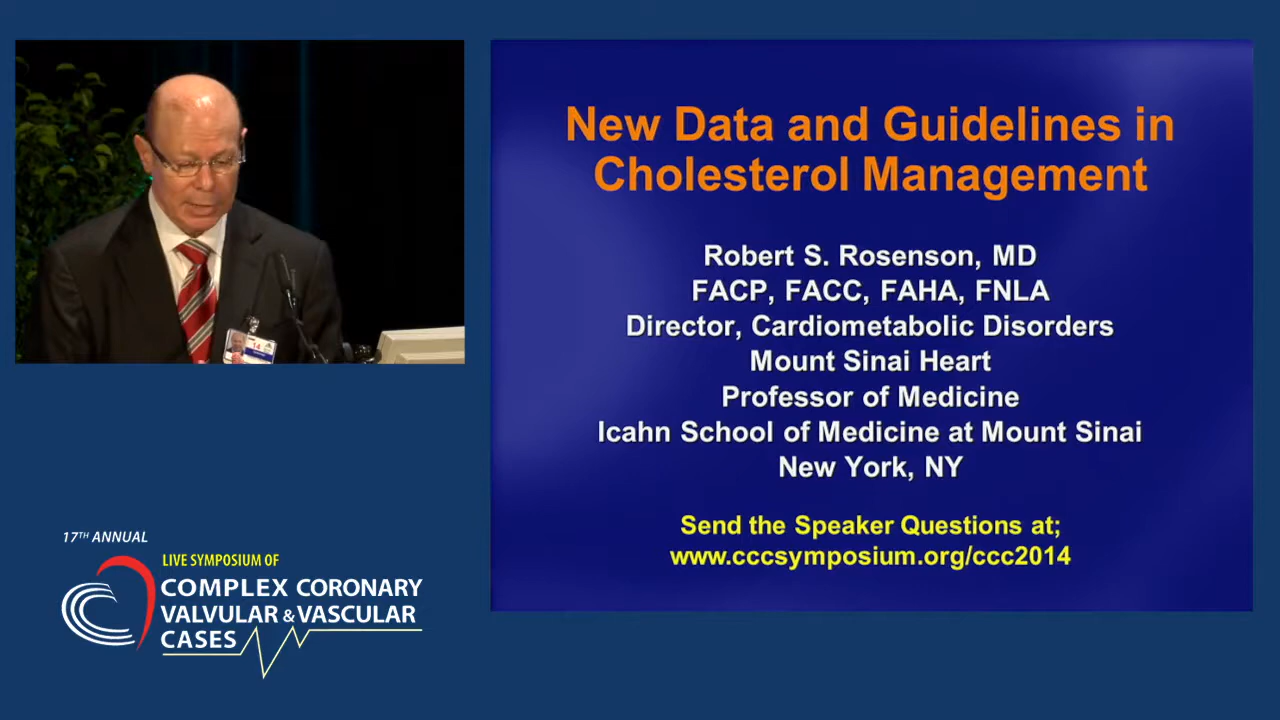 New Data and Guidelines in
Cholesterol Management
Robert S. Rosenson, MD
FACP, FACC, FAHA, FNLA
Director, Cardiometabolic Disorders
Mount Sinai Heart
Professor of Medicine
Icahn School of Medicine at Mount Sinai
New York, NY
Send the Speaker Questions at;
www.cccsymposium.org/ccc2014
17TH ANNUAL
LIVE SYMPOSIUM OF
COMPLEX CORONARY
VALVULAR & VASCULAR
CASES
14